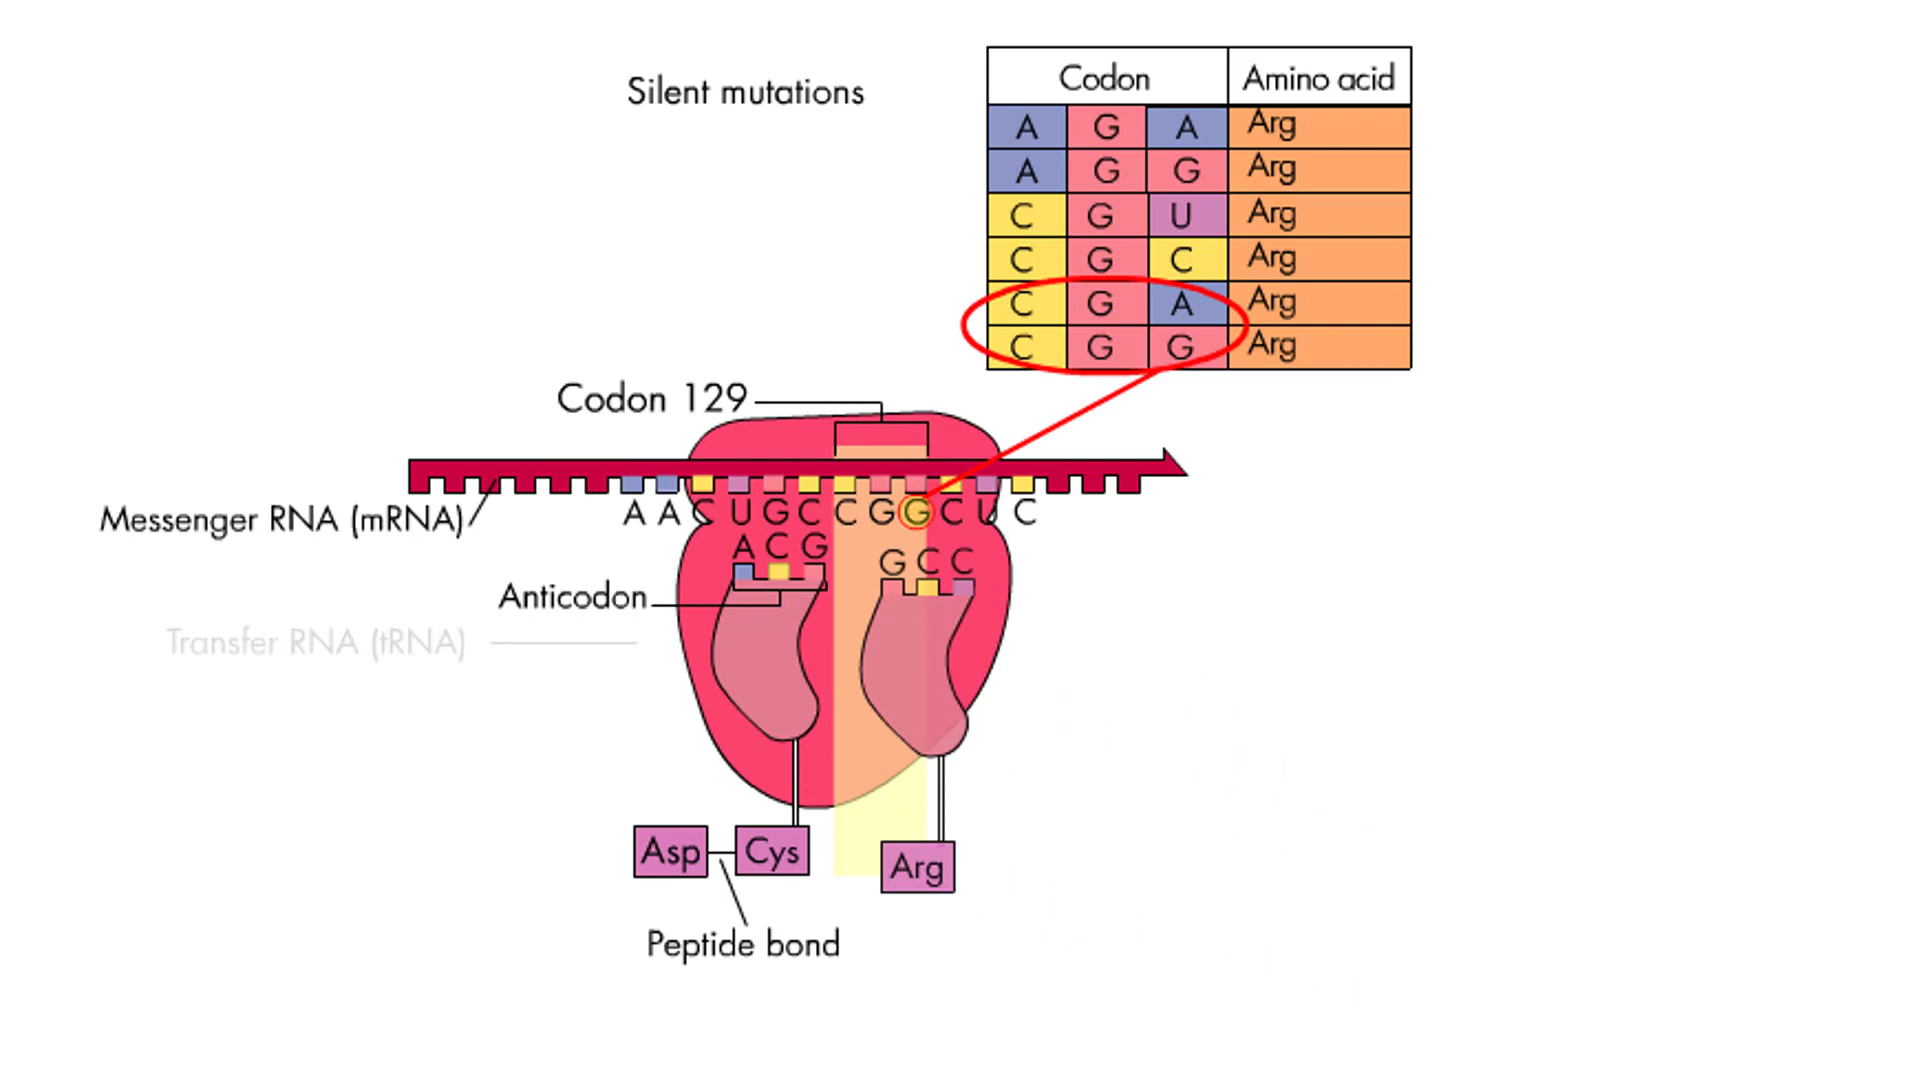 Silent mutations
Codon Amino acid
A G A Arg
A G G Arg
C G U Arg
C G C Arg
C G A Arg
C G G Arg
Codon 129
Messenger RNA (mRNA)
A A C U G C C G G C U C
A C G
G C C
Anticodon
Transfer RNA (tRNA)
Asp Cys
Arg
Peptide bond